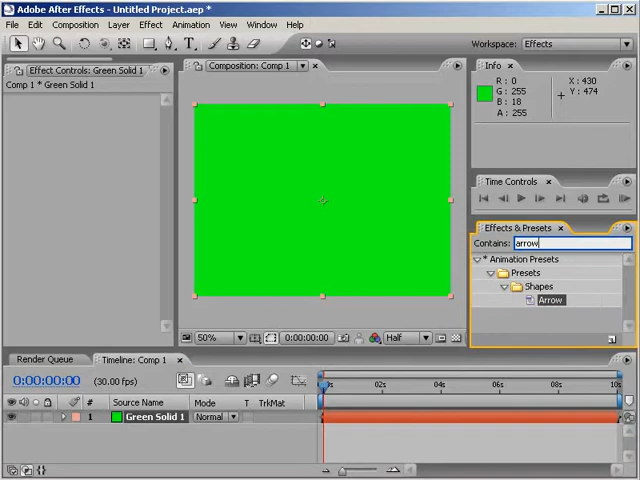 Adobe After Effects - Untitled Project.aep *
File Edit Composition Layer Effect Animation View Window Help
Workspace: Effects
Effect Controls: Green Solid 1
Comp 1 * Green Solid 1
Composition: Comp 1
50%
0:00:00:00
Half
Info
R : 0
G : 255
B : 18
A : 255
X : 430
Y : 474
Time Controls
Effects & Presets
Contains: arrow
* Animation Presets
Presets
Shapes
Arrow
Render Queue
Timeline: Comp 1
0:00:00:00 (30.00 fps)
# Source Name Mode T TrkMat
0s 02s 04s 06s 08s 10s
1 Green Solid 1 Normal